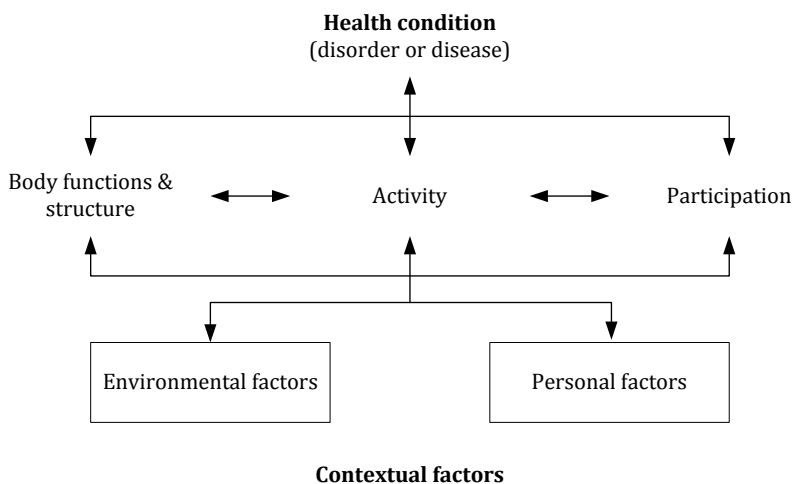 Health condition
(disorder or disease)
Body functions &
structure
Activity
Participation
Environmental factors
Personal factors
Contextual factors